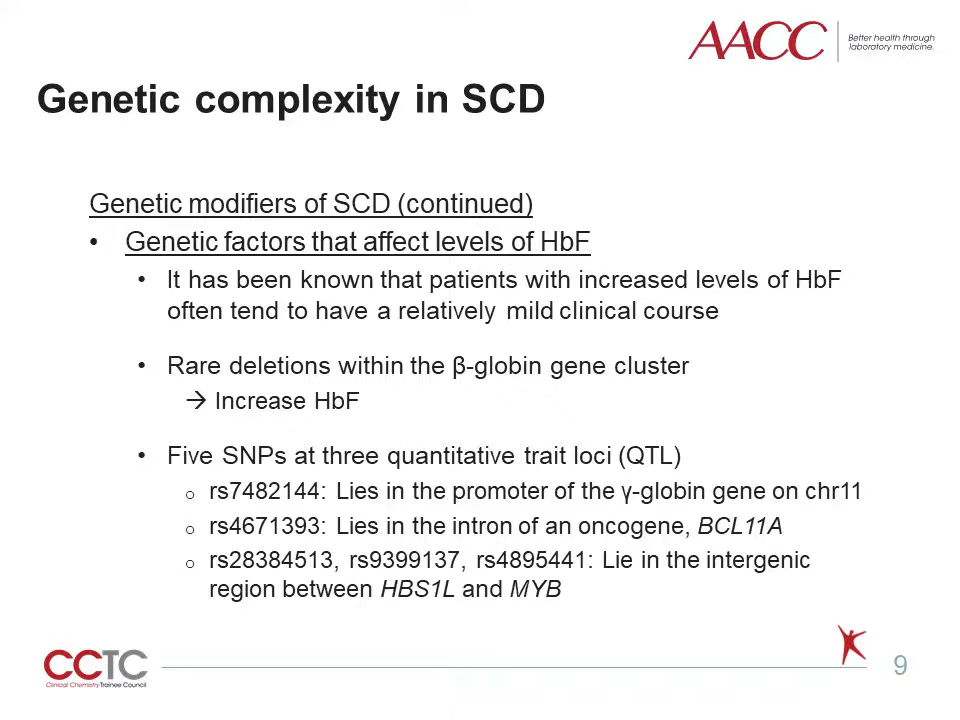 AACC
Better health through
laboratory medicine.
Genetic complexity in SCD
Genetic modifiers of SCD (continued)
• Genetic factors that affect levels of HbF
• It has been known that patients with increased levels of HbF
often tend to have a relatively mild clinical course
• Rare deletions within the β-globin gene cluster
→ Increase HbF
• Five SNPs at three quantitative trait loci (QTL)
o rs7482144: Lies in the promoter of the γ-globin gene on chr11
o rs4671393: Lies in the intron of an oncogene, BCL11A
o rs28384513, rs9399137, rs4895441: Lie in the intergenic
region between HBS1L and MYB
CCTC
Clinical Chemistry Trainee Council
9